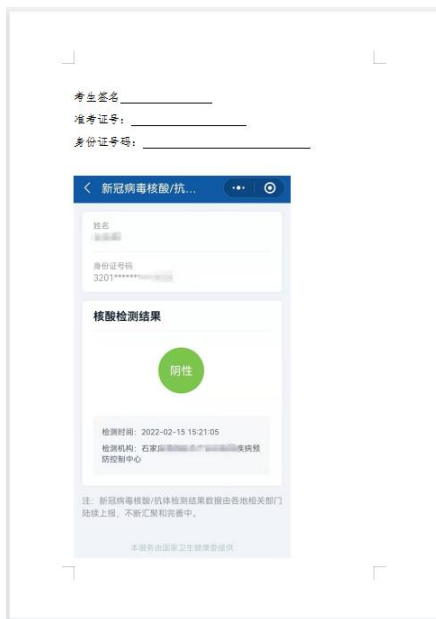 考生签名
准考证号：
身份证号码：
新冠病毒核酸/抗...
姓名
身份证号码
3201******
核酸检测结果
阴性
检测时间：2022-02-15 15:21:05
检测机构：石家 疾病预
防控制中心
注：新冠病毒核酸/抗体检测结果数据由各地相关部门
陆续上报，不断汇聚和完善中。
本服务由国家卫生健康委提供